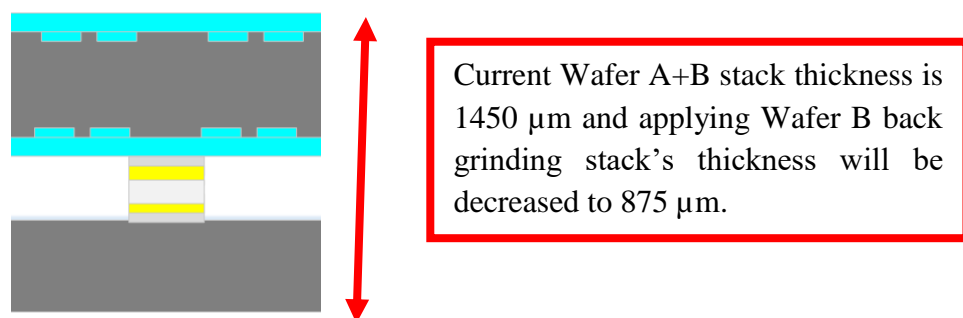 Current Wafer A+B stack thickness is
1450 µm and applying Wafer B back
grinding stack’s thickness will be
decreased to 875 µm.